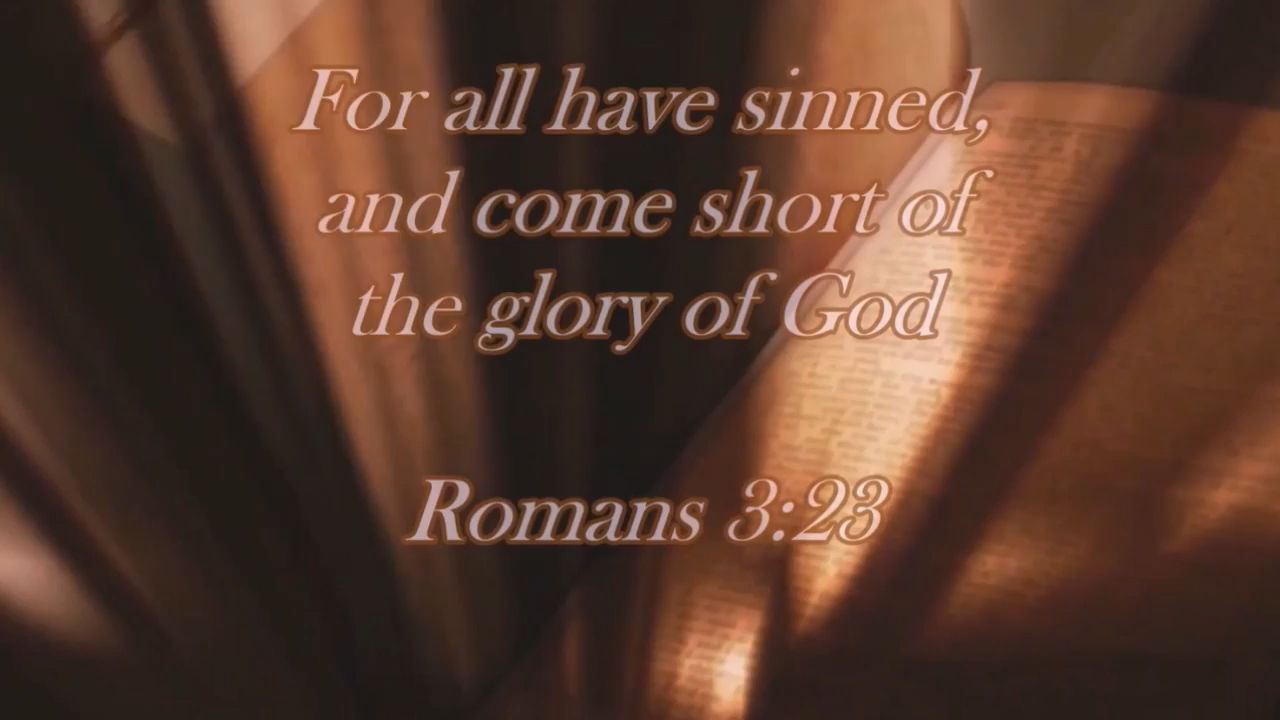 For all have sinned,
and come short of
the glory of God
Romans 3:23